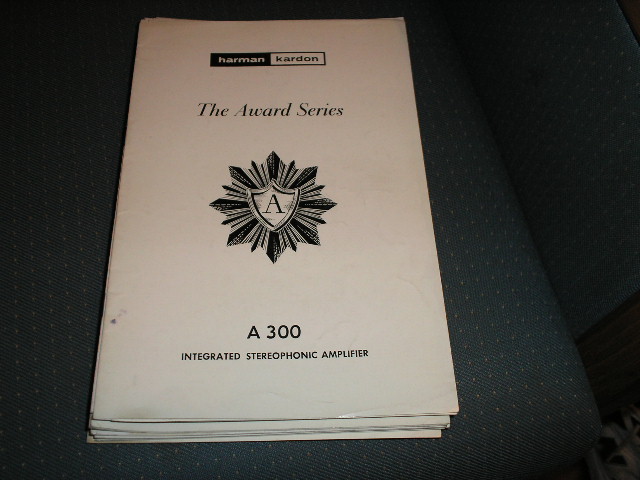 harman kardon
The Award Series
A
A 300
INTEGRATED STEREOPHONIC AMPLIFIER